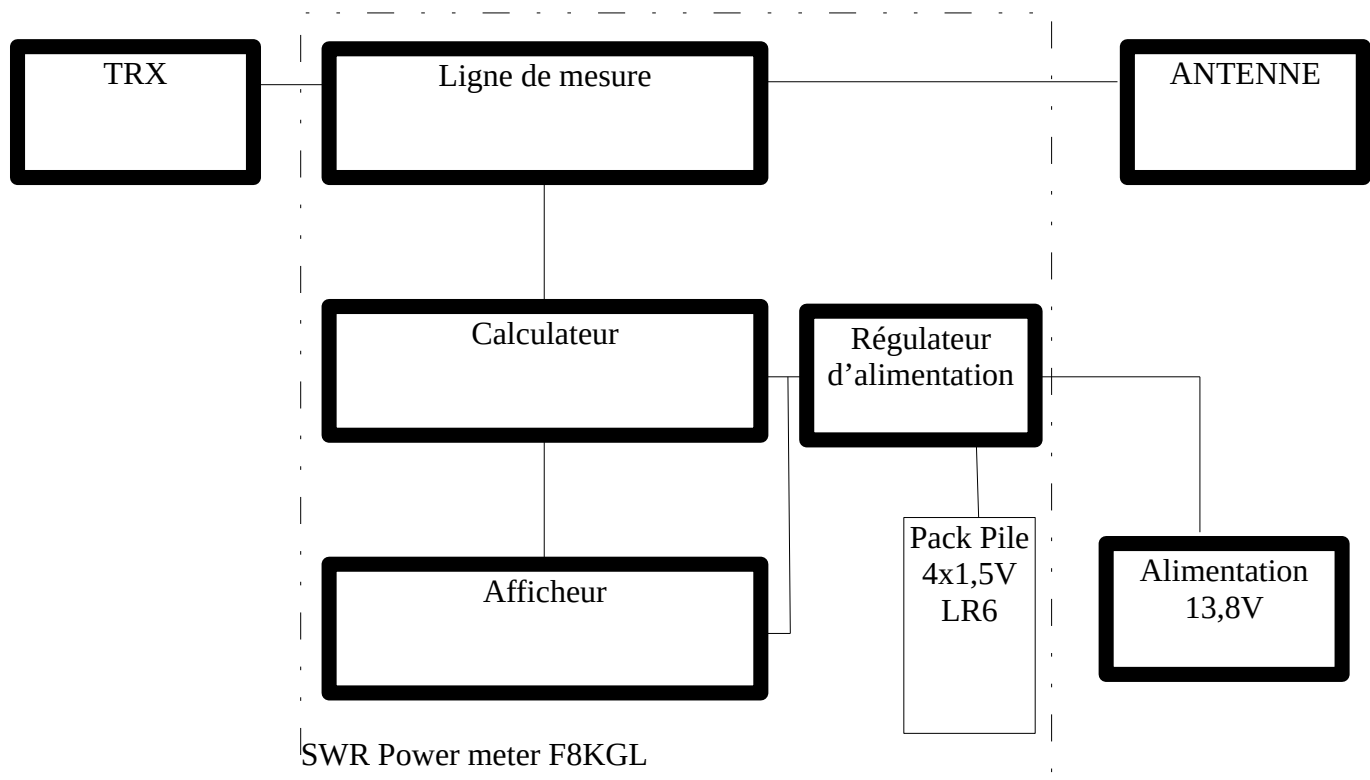 TRX
Ligne de mesure
ANTENNE
Calculateur
Régulateur
d’alimentation
Afficheur
Pack Pile
4x1,5V
LR6
Alimentation
13,8V
SWR Power meter F8KGL